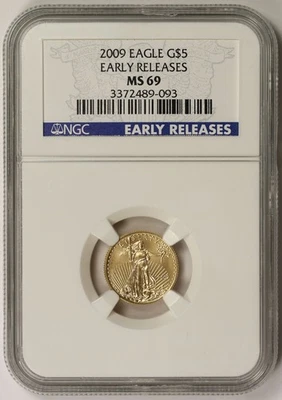 2009 EAGLE G$5
EARLY RELEASES
MS 69
3372489-093
NGC EARLY RELEASES